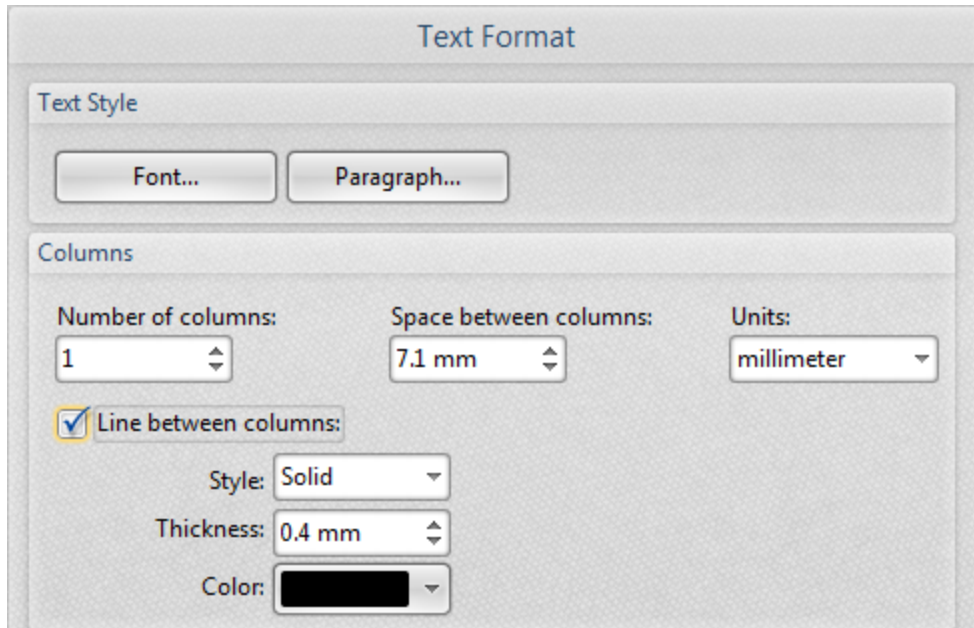 Text Format
Text Style
Font... Paragraph...
Columns
Number of columns: Space between columns: Units:
1 7.1 mm millimeter
Line between columns:
Style: Solid
Thickness: 0.4 mm
Color: